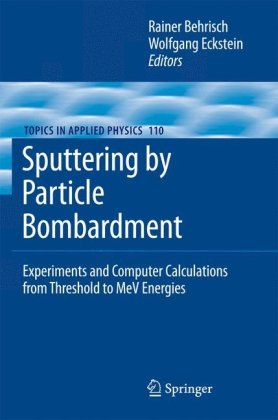 Rainer Behrisch
Wolfgang Eckstein
Editors
TOPICS IN APPLIED PHYSICS 110
Sputtering by
Particle
Bombardment
Experiments and Computer Calculations
from Threshold to MeV Energies
Springer